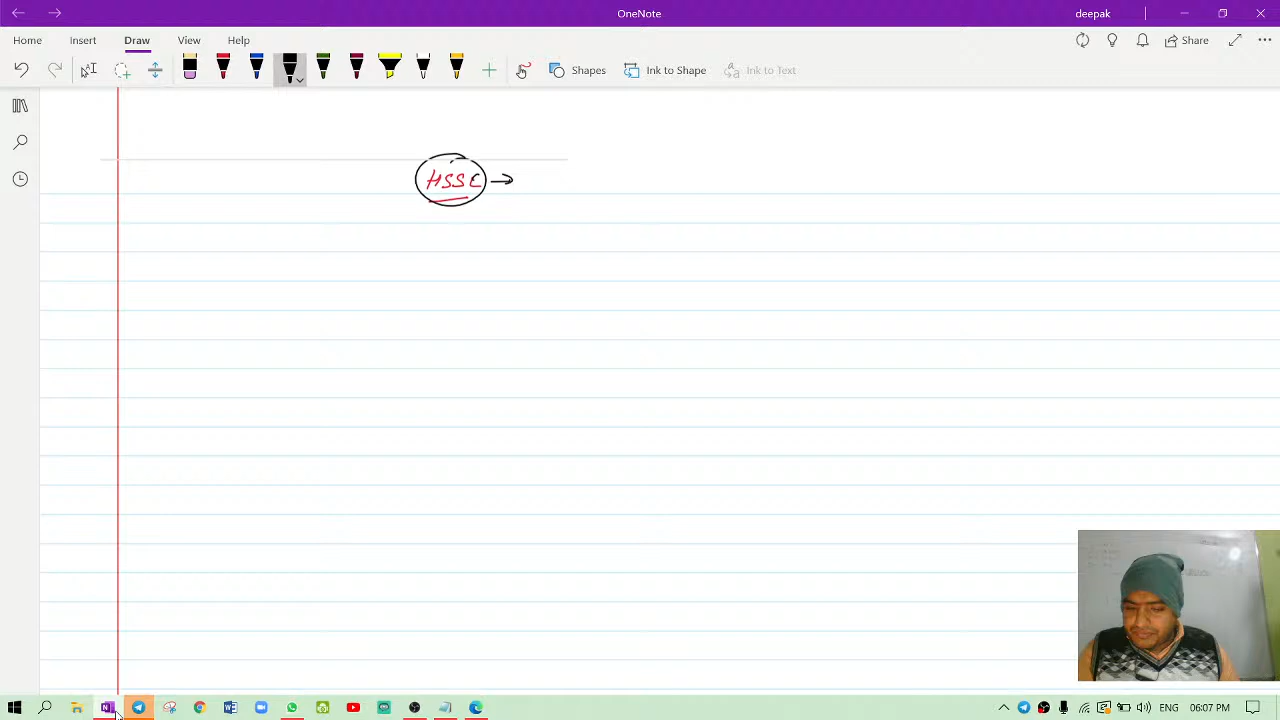 OneNote
deepak
Home Insert Draw View Help
Share
Shapes Ink to Shape Ink to Text
HSSC →
ENG 06:07 PM